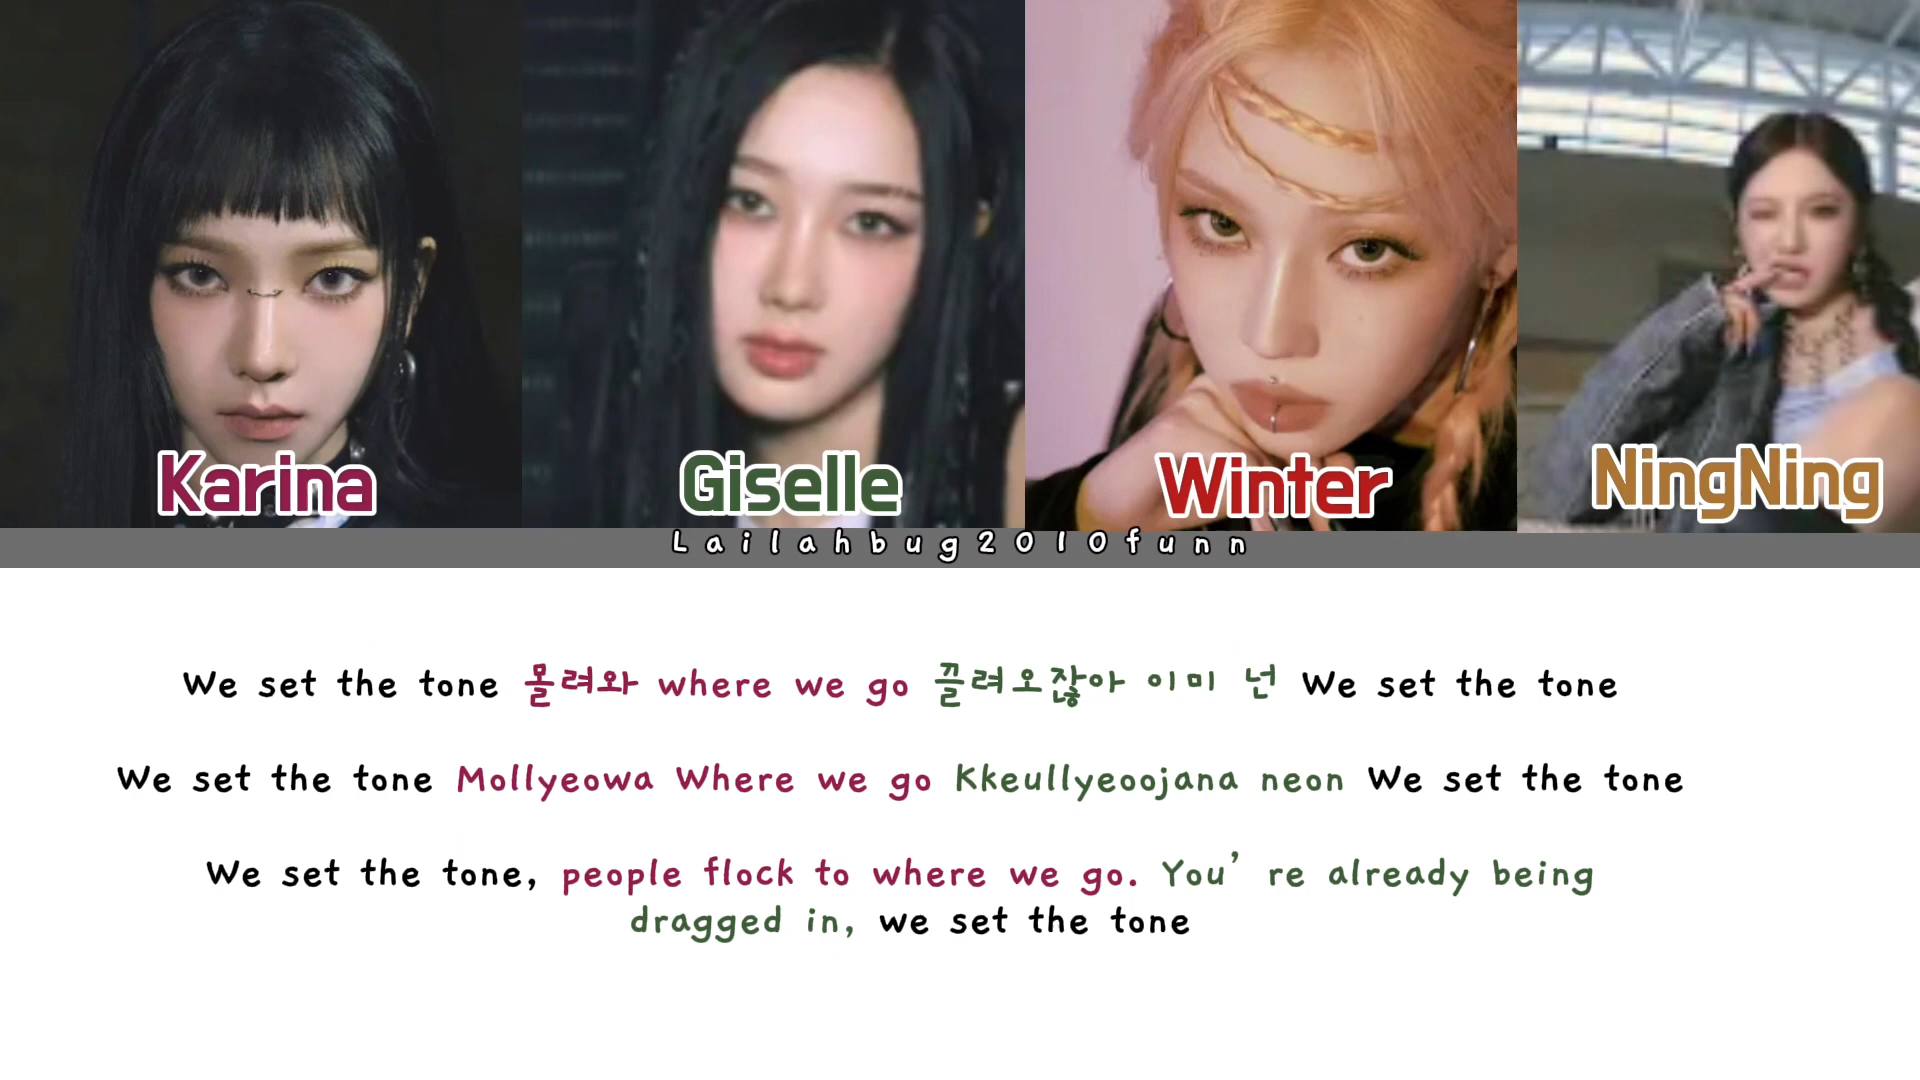 Karina
Giselle
Winter
NingNing
Lailahbug2010funn
We set the tone 몰려와 where we go 끌려오잖아 이미 넌 We set the tone
We set the tone Mollyeowa Where we go Kkeullyeoojana neon We set the tone
We set the tone, people flock to where we go. You’re already being
dragged in, we set the tone